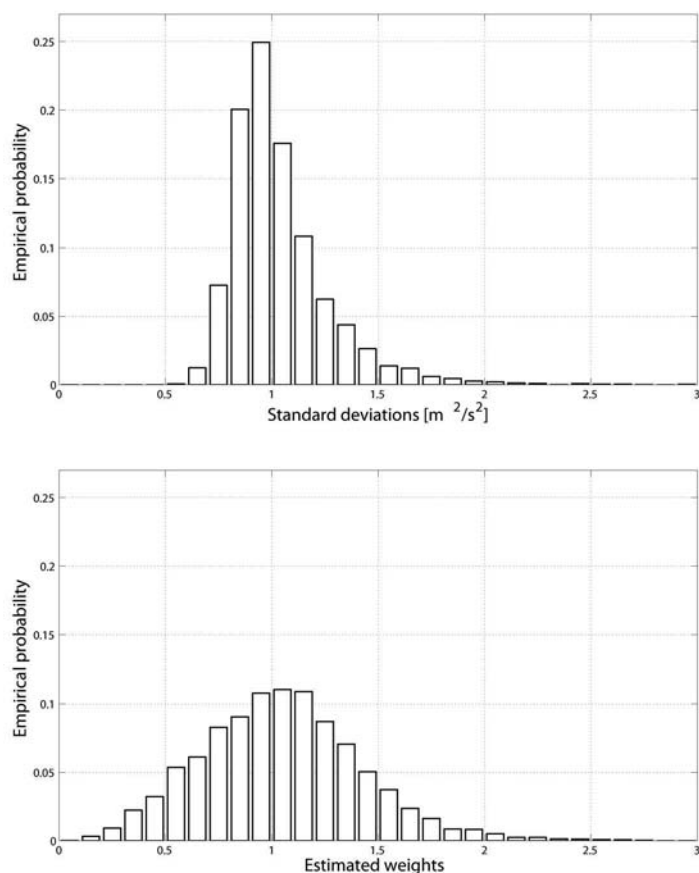 0.25
0.2
0.15
0.1
0.05
0
Empirical probability
0 0.5 1 1.5 2 2.5 3
Standard deviations [m ²/s²]
0.25
0.2
0.15
0.1
0.05
0
Empirical probability
0 0.5 1 1.5 2 2.5 3
Estimated weights